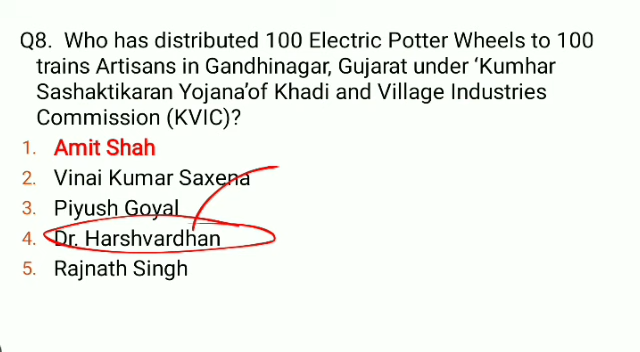 Q8. Who has distributed 100 Electric Potter Wheels to 100
trains Artisans in Gandhinagar, Gujarat under ‘Kumhar
Sashaktikaran Yojana’of Khadi and Village Industries
Commission (KVIC)?
1. Amit Shah
2. Vinai Kumar Saxena
3. Piyush Goyal
4. Dr. Harshvardhan
5. Rajnath Singh